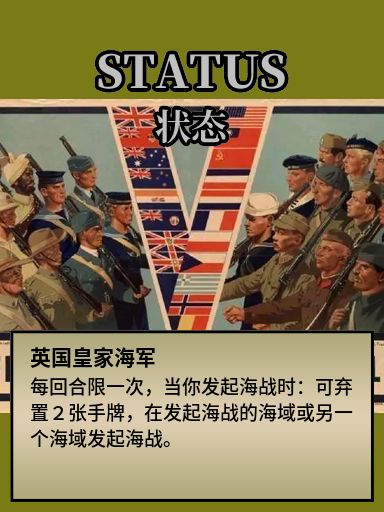 STATUS
状态
英国皇家海军
每回合限一次，当你发起海战时：可弃
置２张手牌，在发起海战的海域或另一
个海域发起海战。